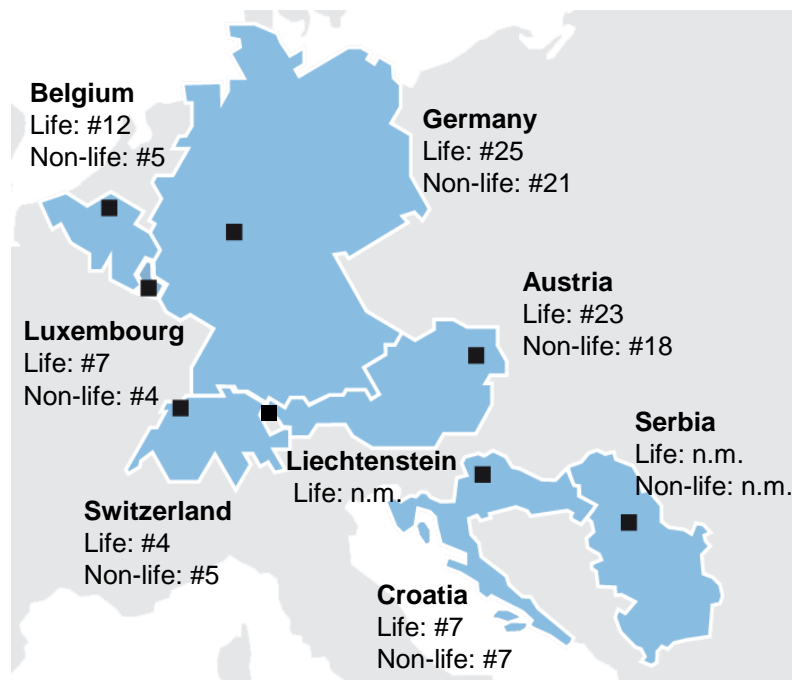 Belgium
Life: #12
Non-life: #5
Germany
Life: #25
Non-life: #21
Austria
Life: #23
Non-life: #18
Luxembourg
Life: #7
Non-life: #4
Serbia
Life: n.m.
Non-life: n.m.
Liechtenstein
Life: n.m.
Switzerland
Life: #4
Non-life: #5
Croatia
Life: #7
Non-life: #7